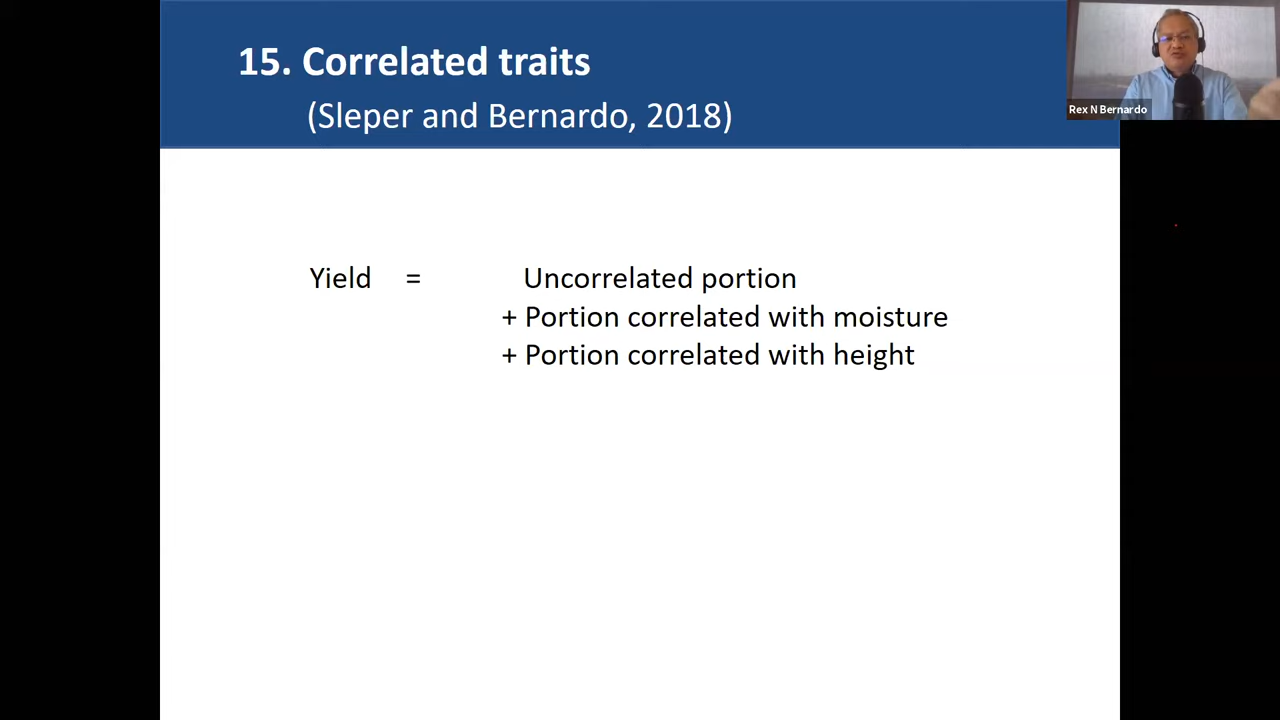 15. Correlated traits
(Sleper and Bernardo, 2018)
Rex N Bernardo
Yield = Uncorrelated portion
+ Portion correlated with moisture
+ Portion correlated with height